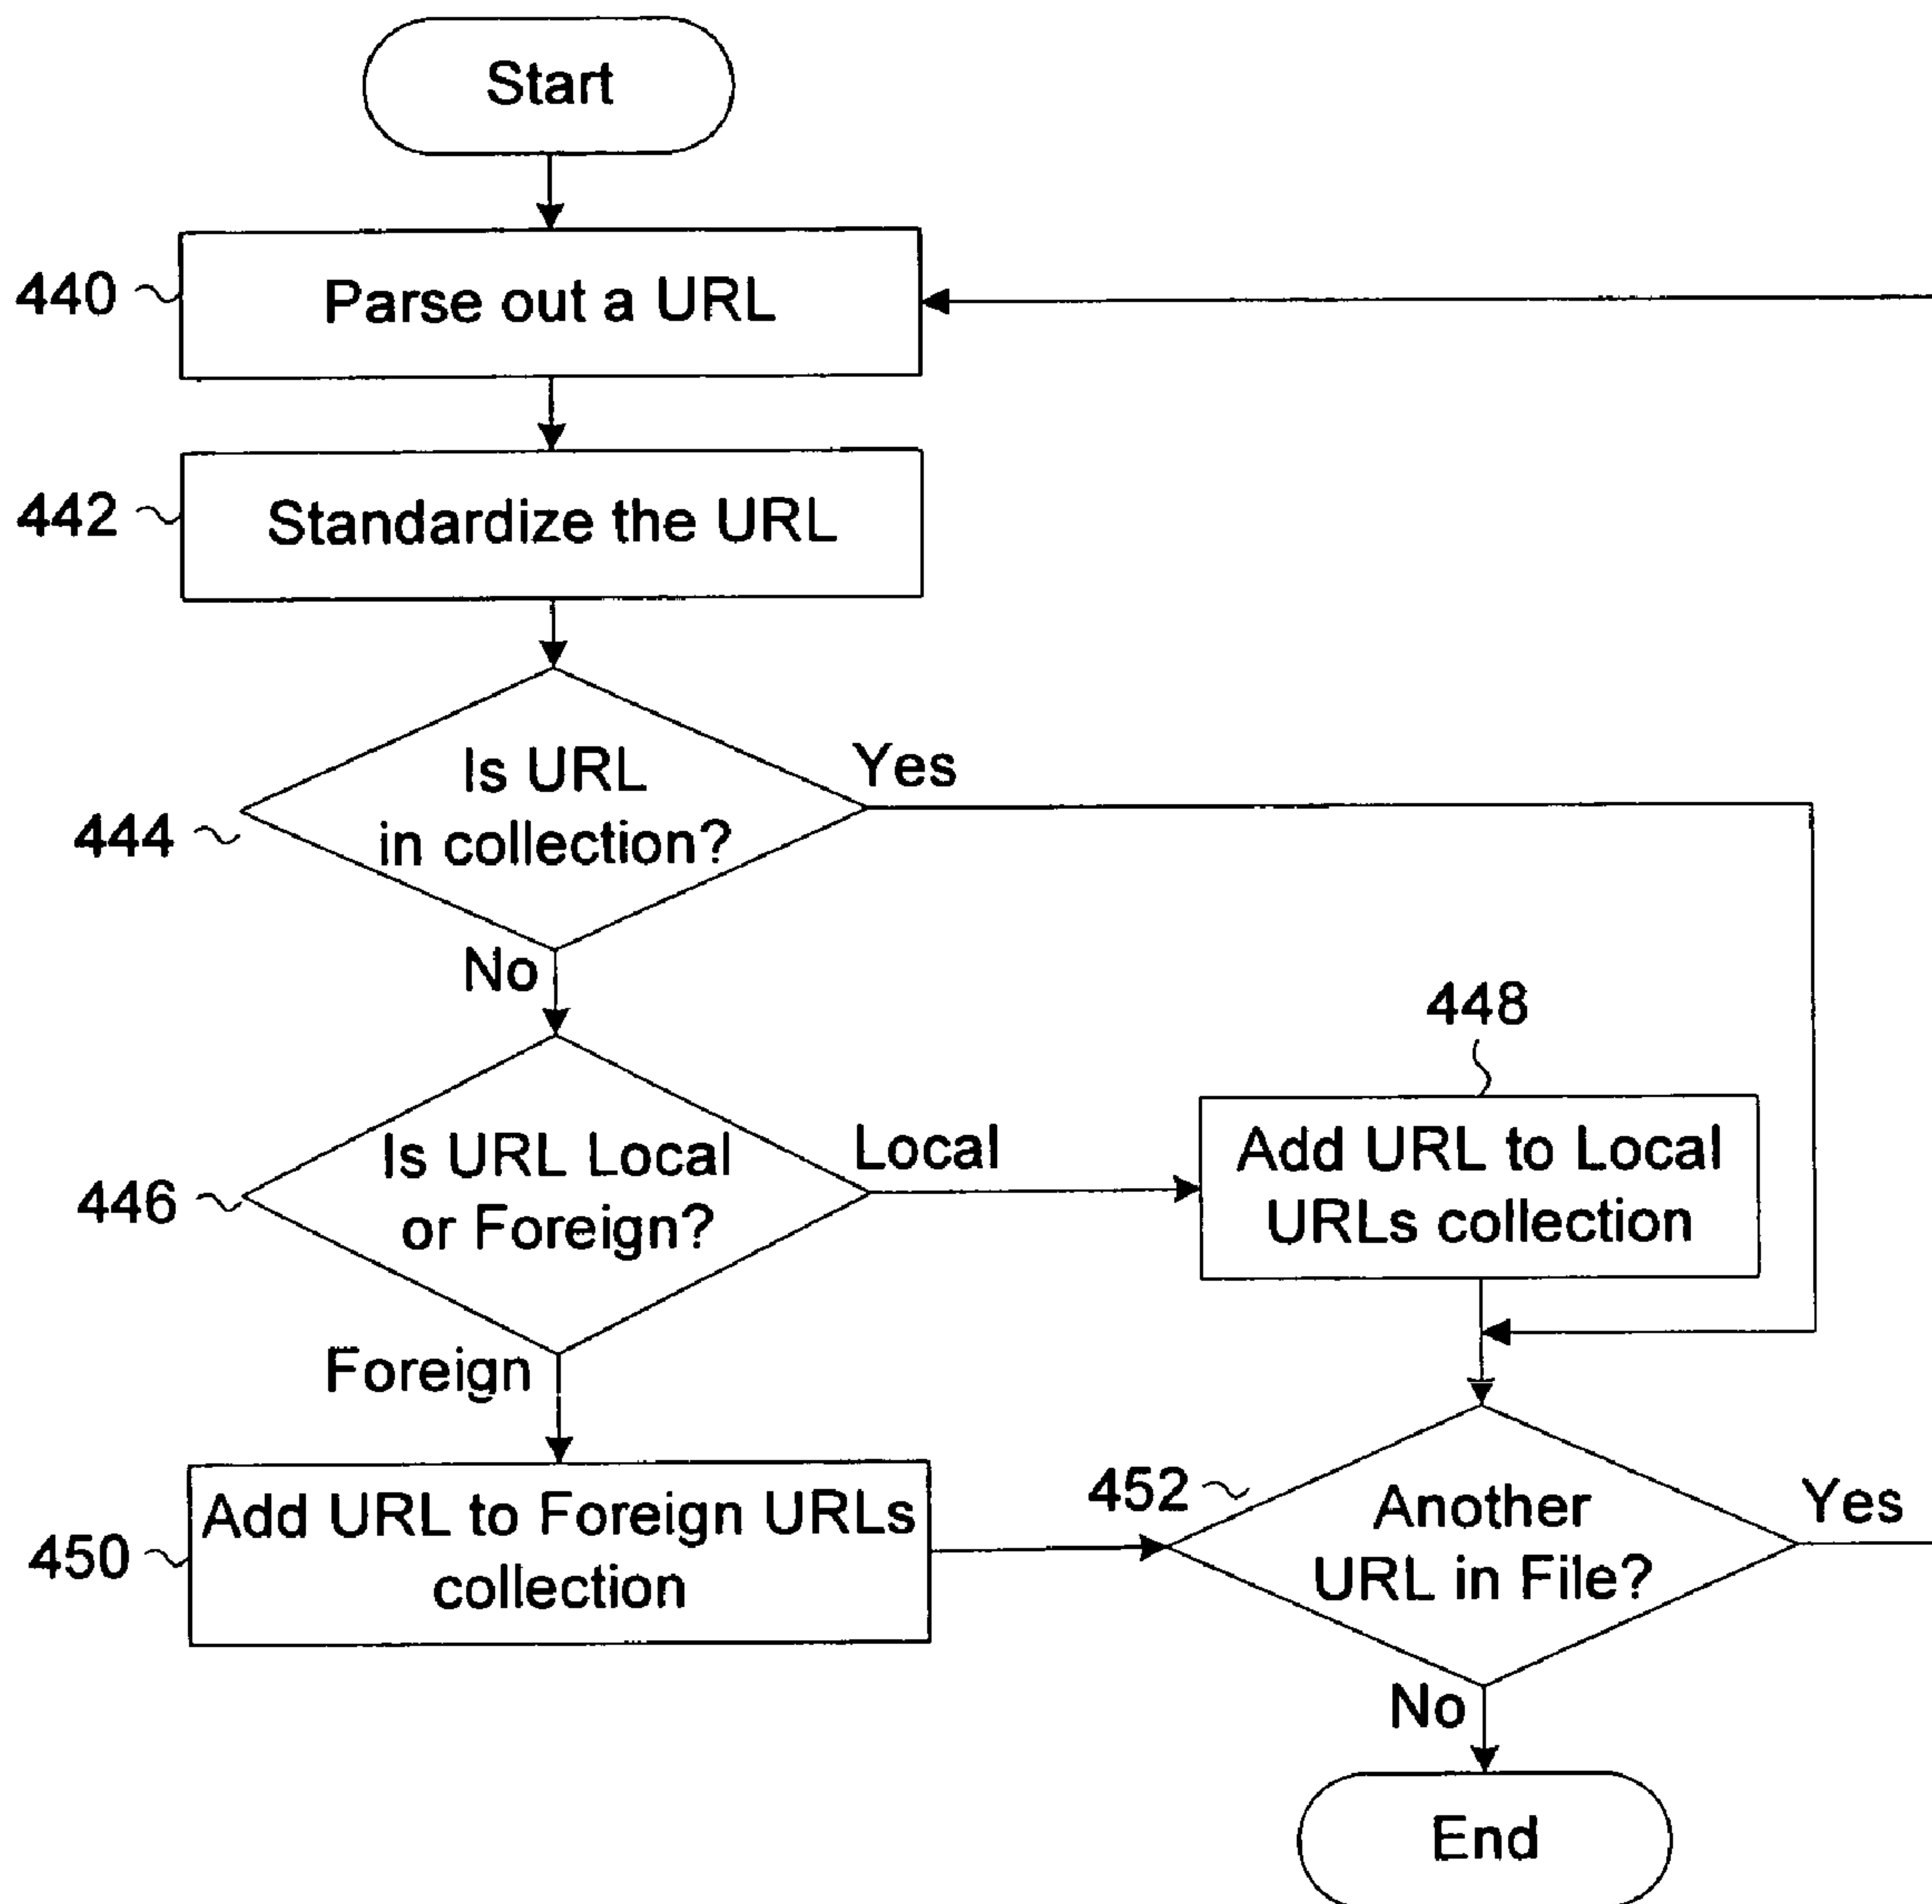 Start
440
Parse out a URL
442
Standardize the URL
Is URL
in collection?
Yes
444
No
448
Is URL Local
or Foreign?
Local
446
Add URL to Local
URLs collection
Foreign
450
Add URL to Foreign URLs
collection
452
Another
URL in File?
Yes
No
End